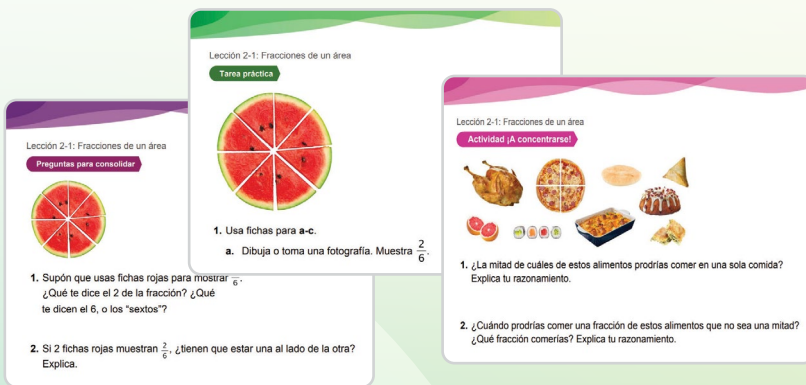 Lección 2-1: Fracciones de un área
Preguntas para consolidar
1. Supón que usas fichas rojas para mostrar /6.
¿Qué te dice el 2 de la fracción? ¿Qué
te dicen el 6, o los “sextos”?
2. Si 2 fichas rojas muestran 2/6, ¿tienen que estar una al lado de la otra?
Explica.
Lección 2-1: Fracciones de un área
Tarea práctica
1. Usa fichas para a-c.
a. Dibuja o toma una fotografía. Muestra 2/6.
Lección 2-1: Fracciones de un área
Actividad ¡A concentrarse!
1. ¿La mitad de cuáles de estos alimentos prodrías comer en una sola comida?
Explica tu razonamiento.
2. ¿Cuándo prodrías comer una fracción de estos alimentos que no sea una mitad?
¿Qué fracción comerías? Explica tu razonamiento.